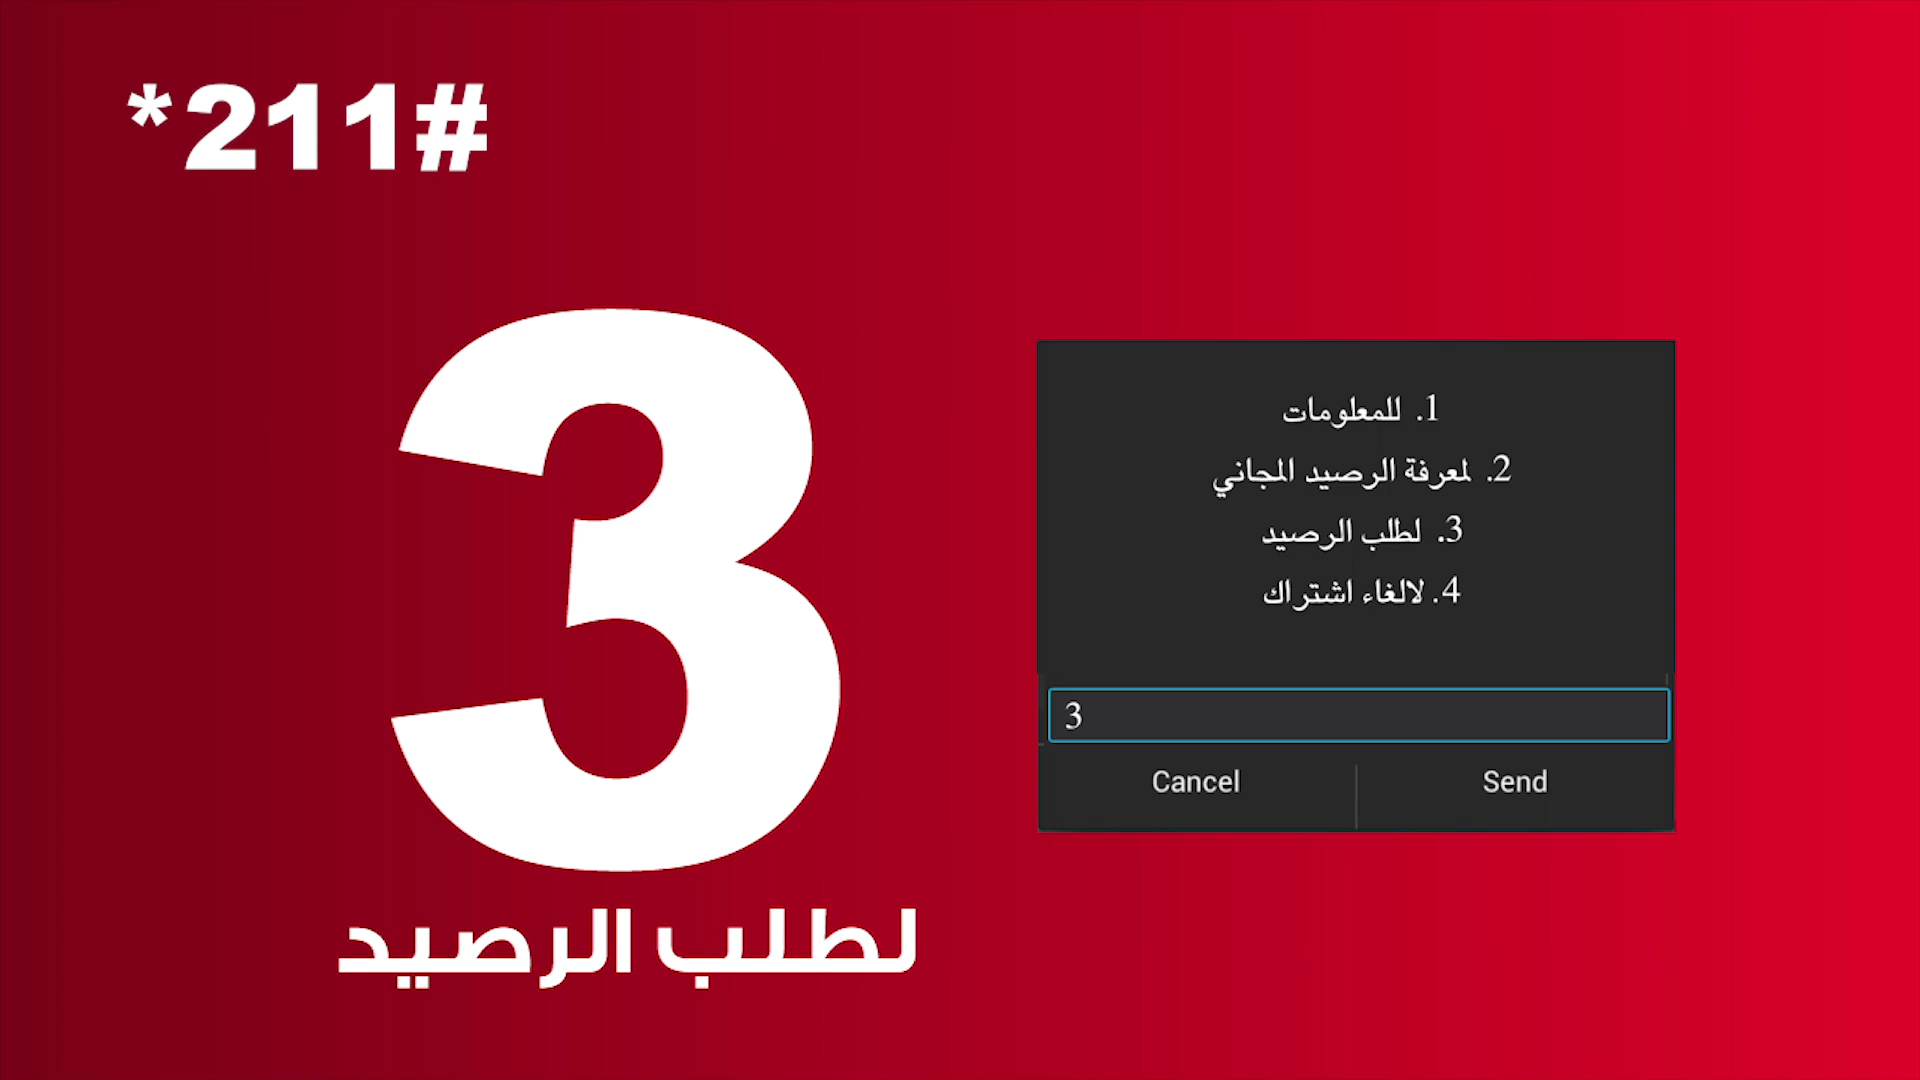 *211#
3
لطلب الرصيد
1. للمعلومات
2. لمعرفة الرصيد المجاني
3. لطلب الرصيد
4. لالغاء اشتراك
3
Cancel
Send